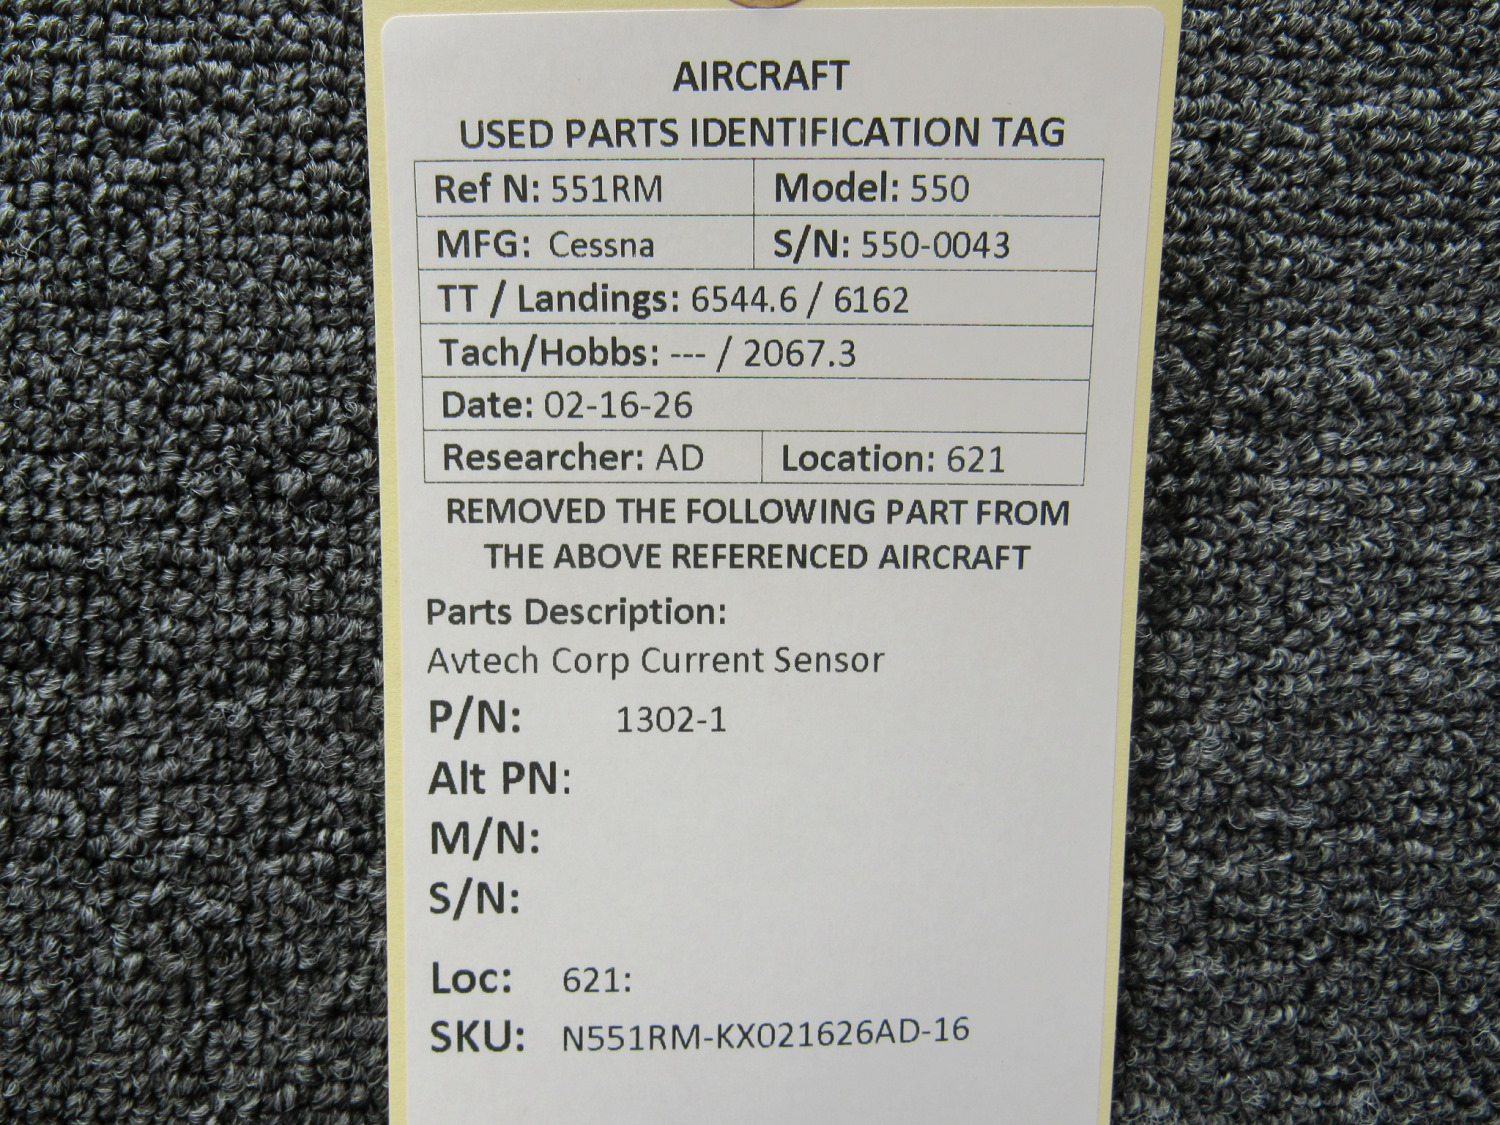 AIRCRAFT
USED PARTS IDENTIFICATION TAG
Ref N: 551RM Model: 550
MFG: Cessna S/N: 550-0043
TT / Landings: 6544.6 / 6162
Tach/Hobbs: --- / 2067.3
Date: 02-16-26
Researcher: AD Location: 621
REMOVED THE FOLLOWING PART FROM
THE ABOVE REFERENCED AIRCRAFT
Parts Description:
Avtech Corp Current Sensor
P/N: 1302-1
Alt PN:
M/N:
S/N:
Loc: 621:
SKU: N551RM-KX021626AD-16